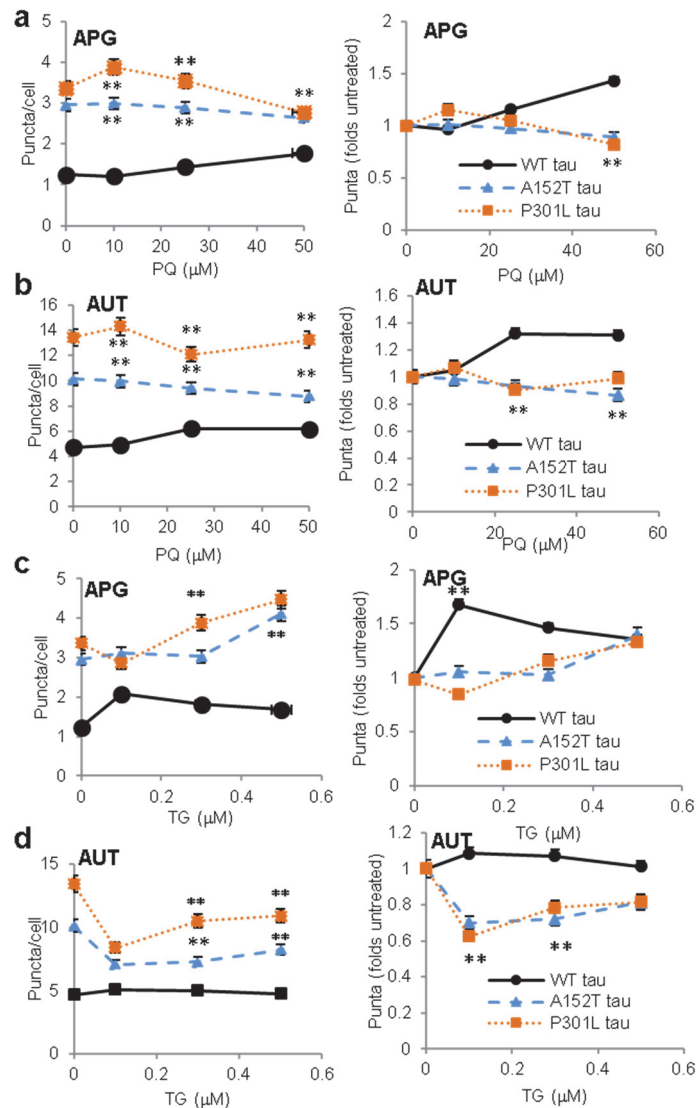 a
APG
Puncta/cell
5
4
3
2
1
0
** ** **
** **
0 10 20 30 40 50
PQ (µM)
APG
Punta (folds untreated)
2
1.5
1
0.5
0
**
WT tau
A152T tau
P301L tau
0 20 40 60
PQ (µM)
b
AUT
Puncta/cell
16
14
12
10
8
6
4
2
0
** ** **
** ** **
0 10 20 30 40 50
PQ (µM)
AUT
Punta (folds untreated)
1.6
1.4
1.2
1
0.8
0.6
0.4
0.2
0
** **
WT tau
A152T tau
P301L tau
0 20 40 60
PQ (µM)
c
APG
Puncta/cell
5
4
3
2
1
0
**
**
0 0.2 0.4 0.6
TG (µM)
APG
Punta (folds untreated)
2
1.5
1
0.5
0
**
WT tau
A152T tau
P301L tau
0 0.2 0.4 0.6
TG (µM)
d
AUT
Puncta/cell
15
10
5
0
** **
** **
0 0.2 0.4 0.6
TG (µM)
AUT
Punta (folds untreated)
1.2
1
0.8
0.6
0.4
0.2
0
** **
WT tau
A152T tau
P301L tau
0 0.2 0.4 0.6
TG (µM)